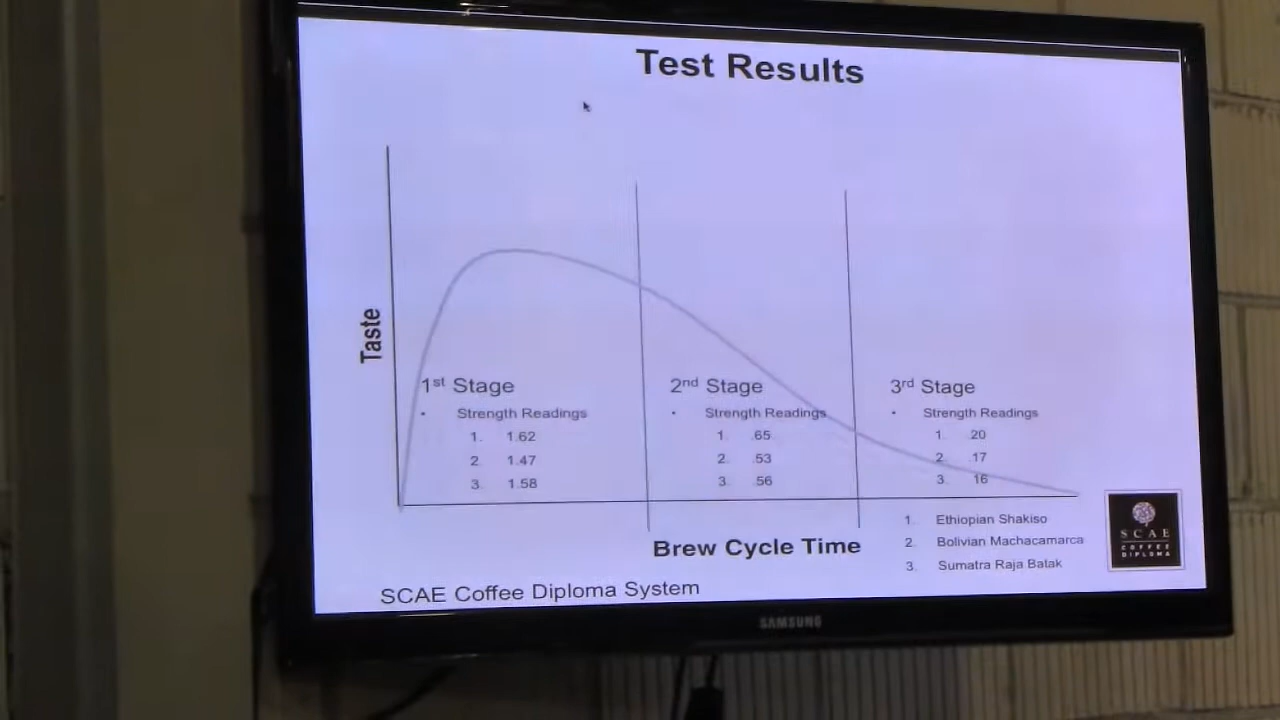 Test Results
Taste
1st Stage
• Strength Readings
1. 1.62
2. 1.47
3. 1.58
2nd Stage
• Strength Readings
1. .65
2. .53
3. .56
3rd Stage
• Strength Readings
1. .20
2. .17
3. .16
Brew Cycle Time
1. Ethiopian Shakiso
2. Bolivian Machacamarca
3. Sumatra Raja Batak
SCAE Coffee Diploma System
SCAE
COFFEE
DIPLOMA
SAMSUNG